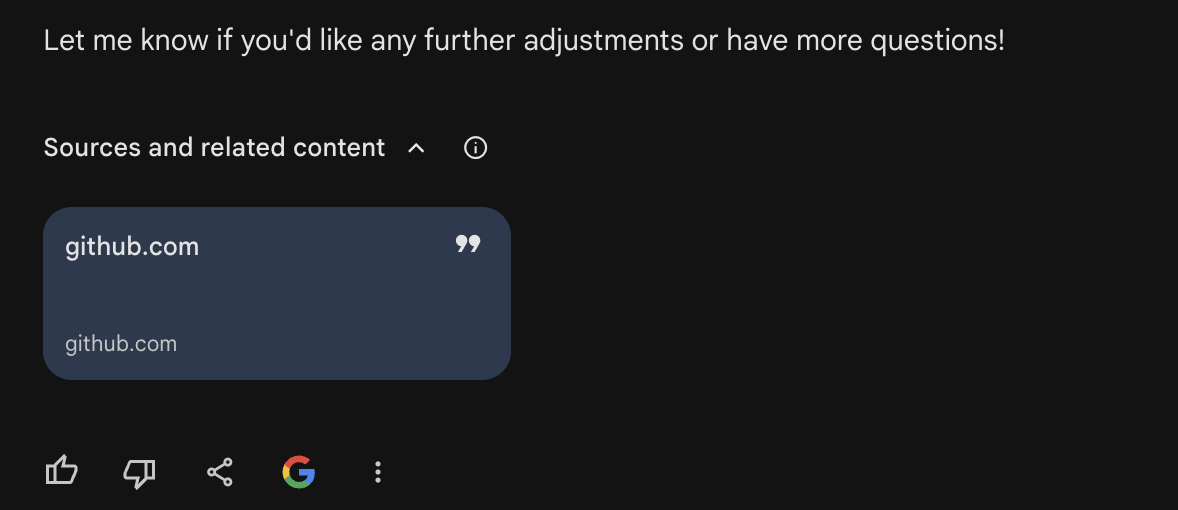 Let me know if you'd like any further adjustments or have more questions!
Sources and related content
github.com
github.com